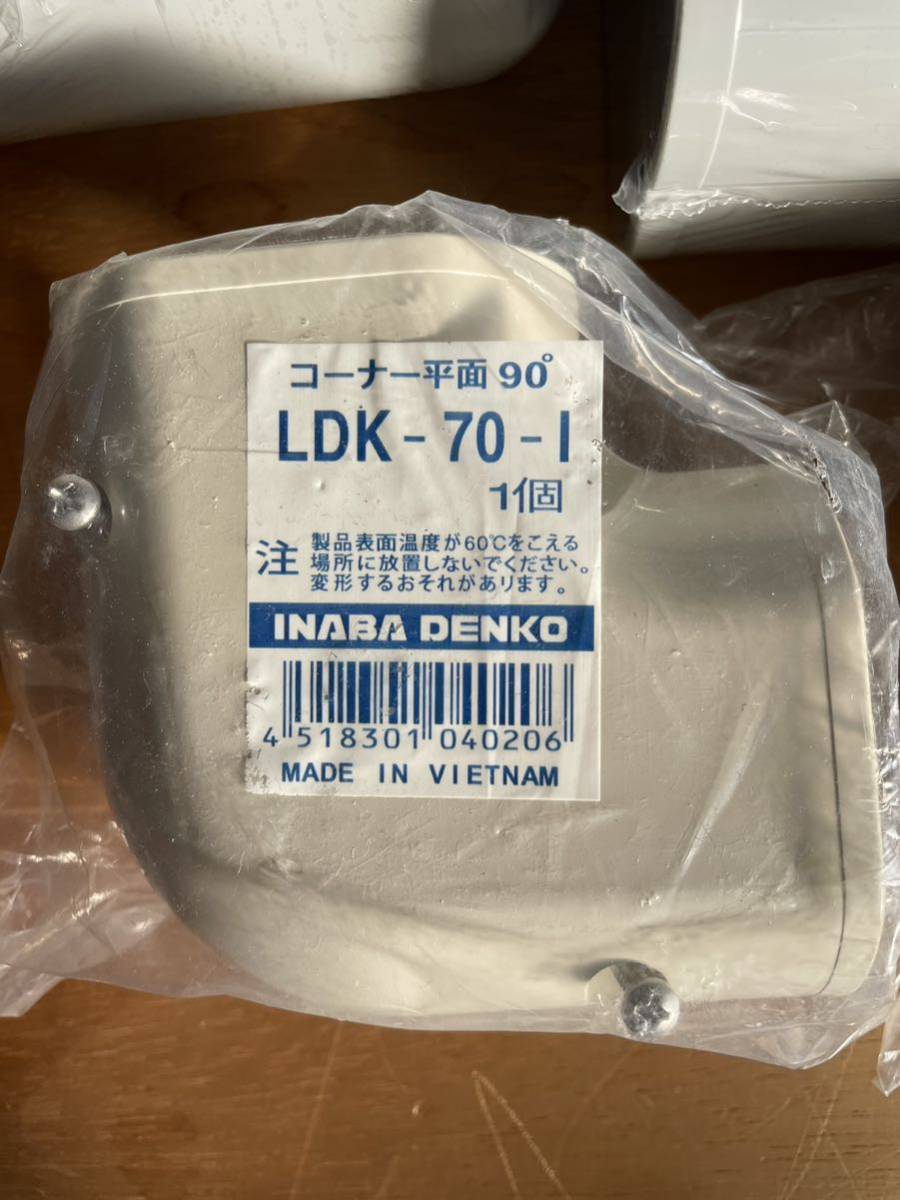 コーナー平面 90°
LDK-70-I
1個
注 製品表面温度が60℃をこえる
場所に放置しないでください。
変形するおそれがあります。
INABA DENKO
4 518301 040206
MADE IN VIETNAM